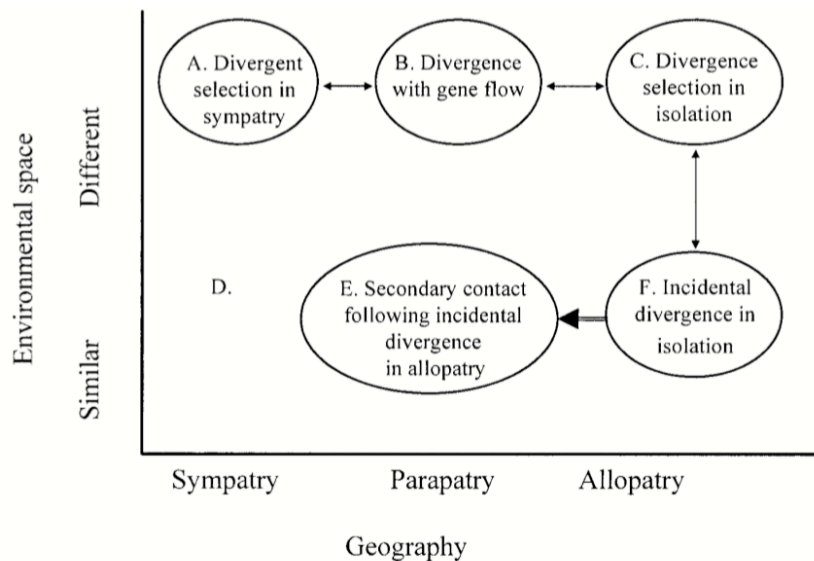 A. Divergent
selection in
sympatry
B. Divergence
with gene flow
C. Divergence
selection in
isolation
D.
E. Secondary contact
following incidental
divergence
in allopatry
F. Incidental
divergence in
isolation
Environmental space
Different
Similar
Sympatry
Parapatry
Allopatry
Geography